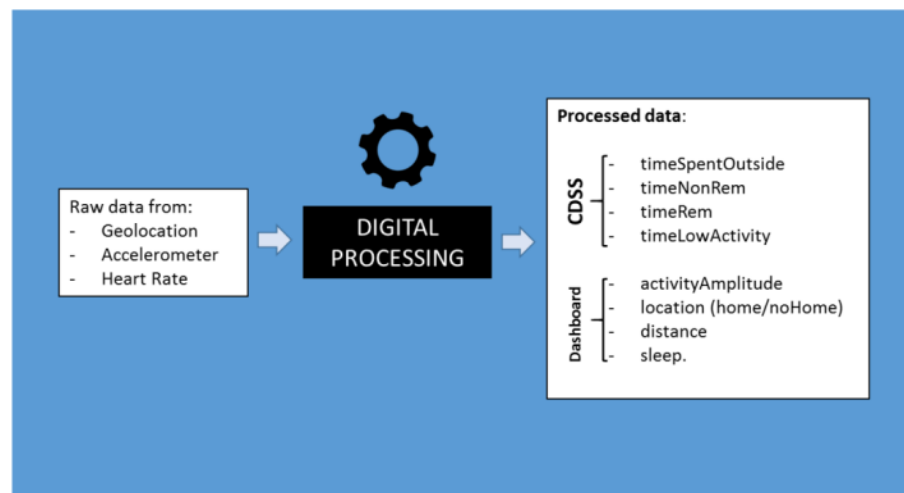 Raw data from:
- Geolocation
- Accelerometer
- Heart Rate
DIGITAL
PROCESSING
Processed data:
CDSS
- timeSpentOutside
- timeNonRem
- timeRem
- timeLowActivity
Dashboard
- activityAmplitude
- location (home/noHome)
- distance
- sleep.